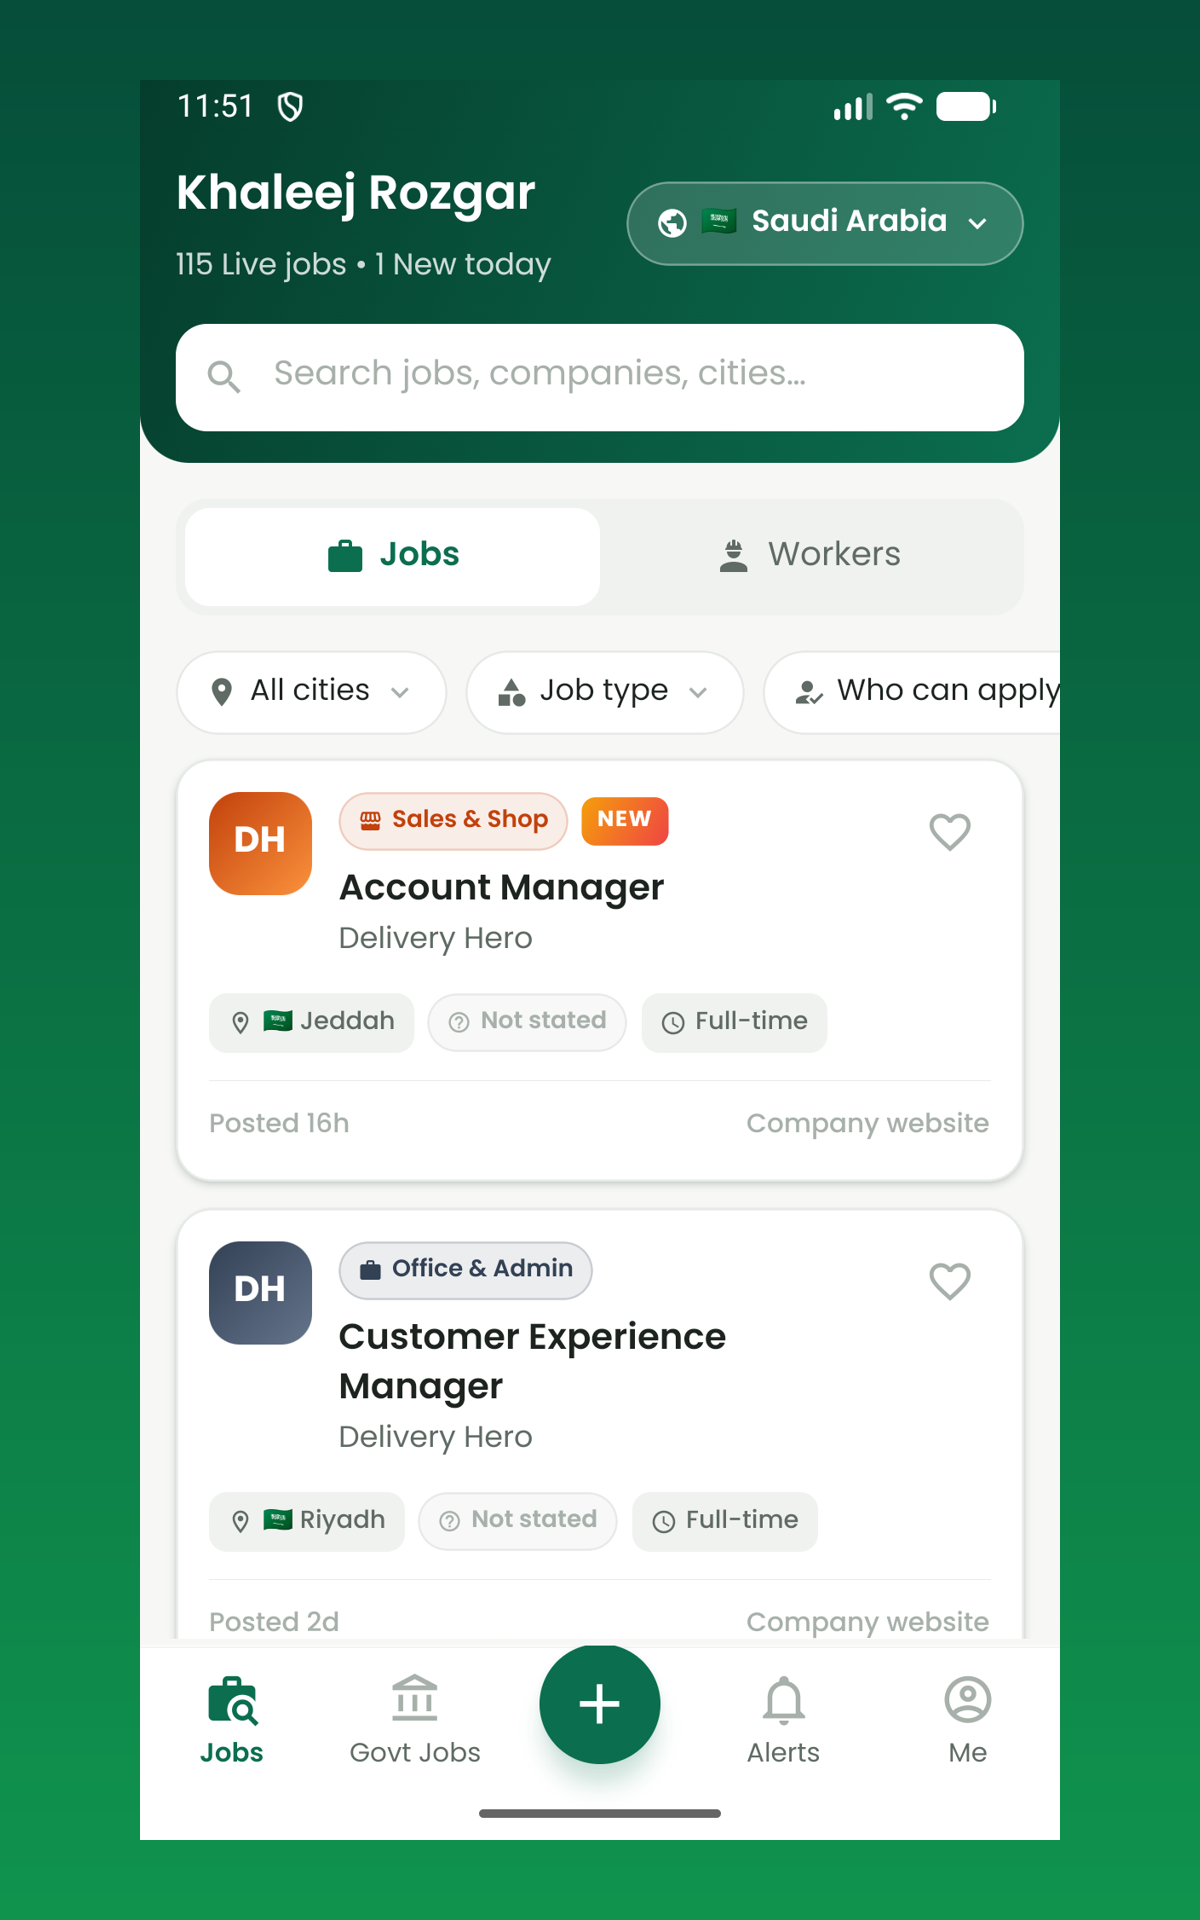 11:51
Khaleej Rozgar
Saudi Arabia
115 Live jobs • 1 New today
Search jobs, companies, cities...
Jobs
Workers
All cities
Job type
Who can apply
DH
Sales & Shop
NEW
Account Manager
Delivery Hero
Jeddah
Not stated
Full-time
Posted 16h
Company website
DH
Office & Admin
Customer Experience
Manager
Delivery Hero
Riyadh
Not stated
Full-time
Posted 2d
Company website
Jobs
Govt Jobs
Alerts
Me